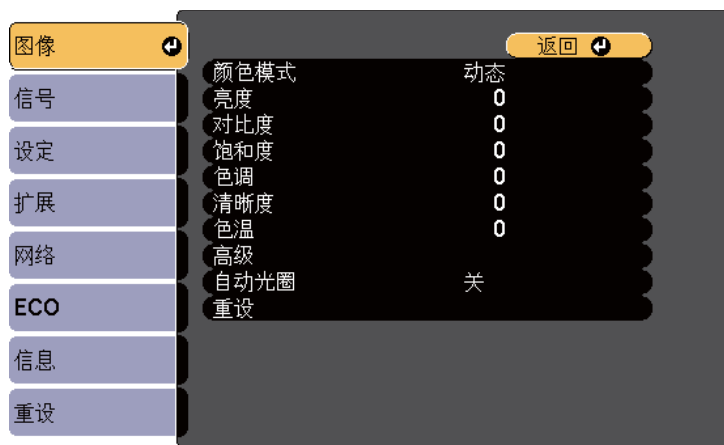 图像
信号
设定
扩展
网络
ECO
信息
重设
返回
颜色模式 动态
亮度 0
对比度 0
饱和度 0
色调 0
清晰度 0
色温 0
高级
自动光圈 关
重设